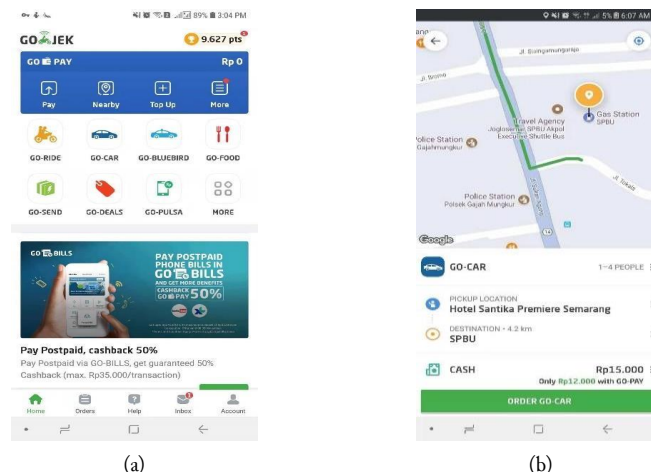 89% 3:04 PM
GO JEK
9.627 pts
GO PAY
Rp 0
Pay
Nearby
Top Up
More
GO-RIDE
GO-CAR
GO-BLUEBIRD
GO-FOOD
GO-SEND
GO-DEALS
GO-PULSA
MORE
GO BILLS
PAY POSTPAID
PHONE BILLS IN
GO BILLS
AND GET MORE BENEFITS
CASHBACK
GO PAY 50%
Pay Postpaid, cashback 50%
Pay Postpaid via GO-BILLS, get guaranteed 50%
Cashback (max. Rp35.000/transaction)
Home
Orders
Help
Inbox
Account
(a)
5% 6:07 AM
Jl. Sisingamangaraja
Travel Agency
Joglosemar SPBU Akpol
Executive Shuttle Bus
Gas Station
SPBU
Police Station
Gajahmungkur
Police Station
Polsek Gajah Mungkur
Google
GO-CAR
1-4 PEOPLE
PICKUP LOCATION
Hotel Santika Premiere Semarang
DESTINATION • 4.2 km
SPBU
CASH
Rp15.000
Only Rp12.000 with GO-PAY
ORDER GO-CAR
(b)